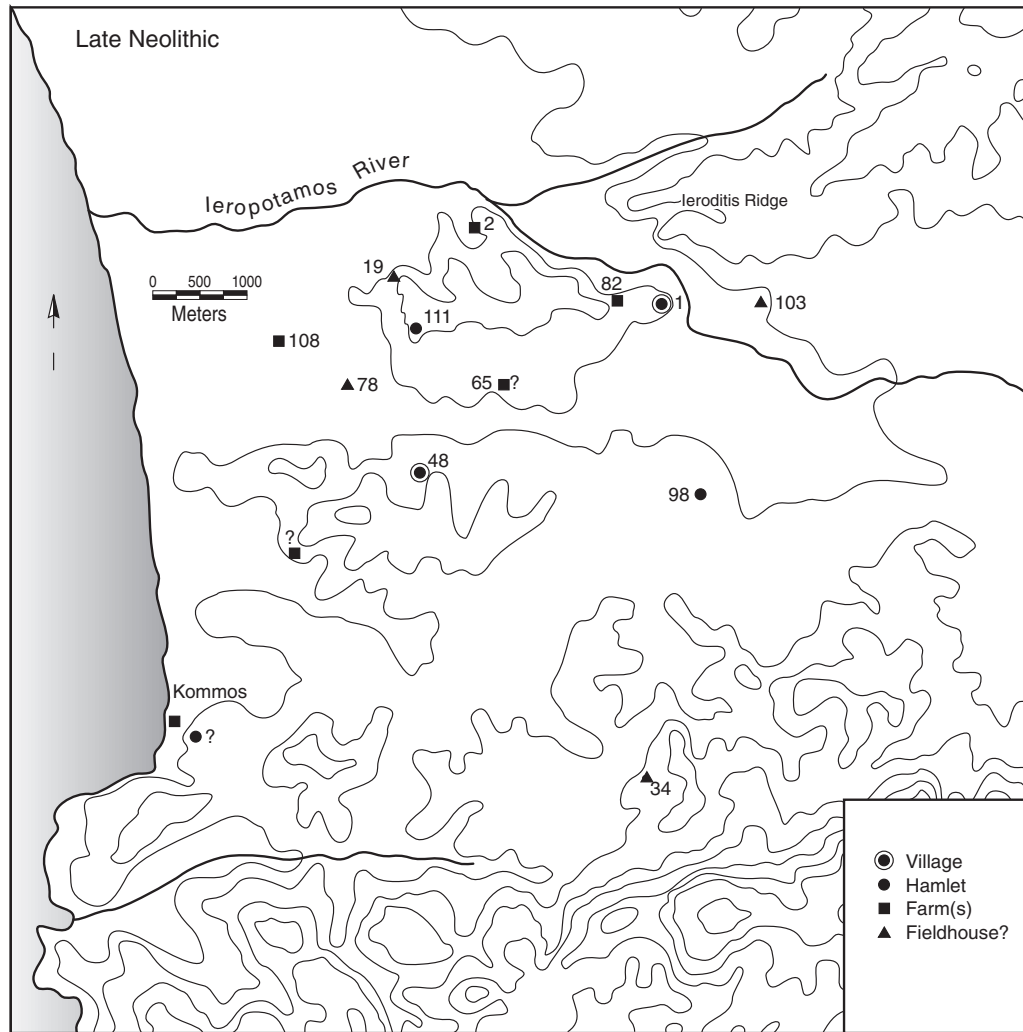 Late Neolithic
Ieropotamos River
Ieroditis Ridge
2
19
82
1
103
0 500 1000
Meters
111
108
78
65 ?
48
98
?
Kommos
?
34
Village
Hamlet
Farm(s)
Fieldhouse?